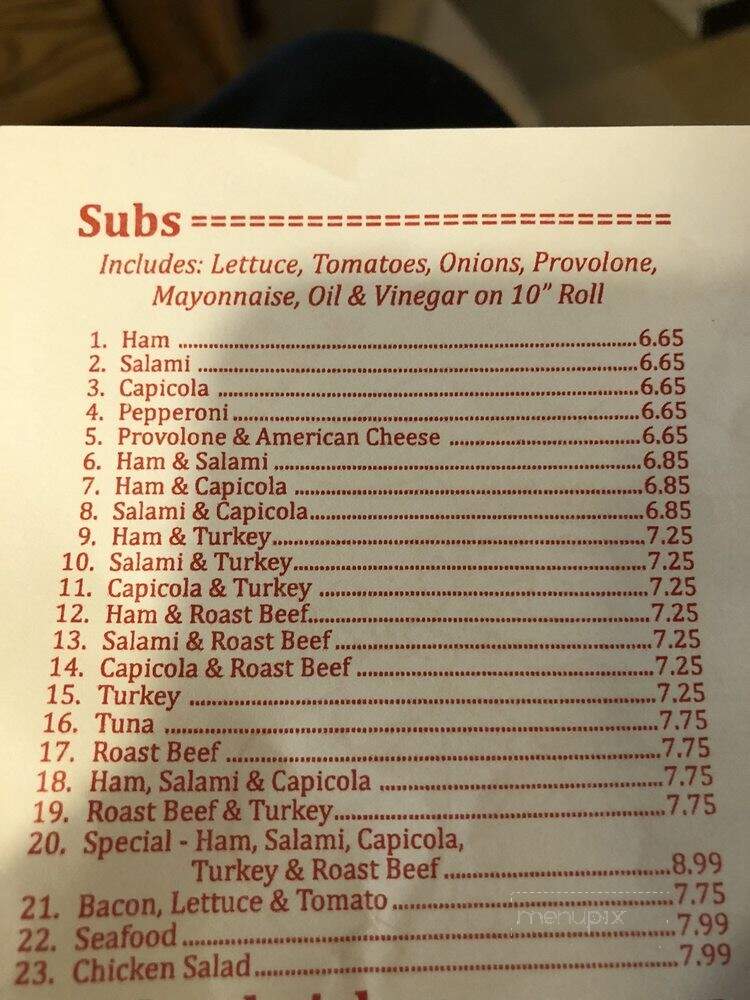 Subs =========================
Includes: Lettuce, Tomatoes, Onions, Provolone,
Mayonnaise, Oil & Vinegar on 10" Roll
1. Ham ........ 6.65
2. Salami ........ 6.65
3. Capicola ........ 6.65
4. Pepperoni ........ 6.65
5. Provolone & American Cheese ........ 6.65
6. Ham & Salami ........ 6.85
7. Ham & Capicola ........ 6.85
8. Salami & Capicola ........ 6.85
9. Ham & Turkey ........ 7.25
10. Salami & Turkey ........ 7.25
11. Capicola & Turkey ........ 7.25
12. Ham & Roast Beef ........ 7.25
13. Salami & Roast Beef ........ 7.25
14. Capicola & Roast Beef ........ 7.25
15. Turkey ........ 7.25
16. Tuna ........ 7.75
17. Roast Beef ........ 7.75
18. Ham, Salami & Capicola ........ 7.75
19. Roast Beef & Turkey ........ 7.75
20. Special - Ham, Salami, Capicola,
Turkey & Roast Beef ........ 8.99
21. Bacon, Lettuce & Tomato ........ 7.75
menupix
22. Seafood ........ 7.99
23. Chicken Salad ........ 7.99